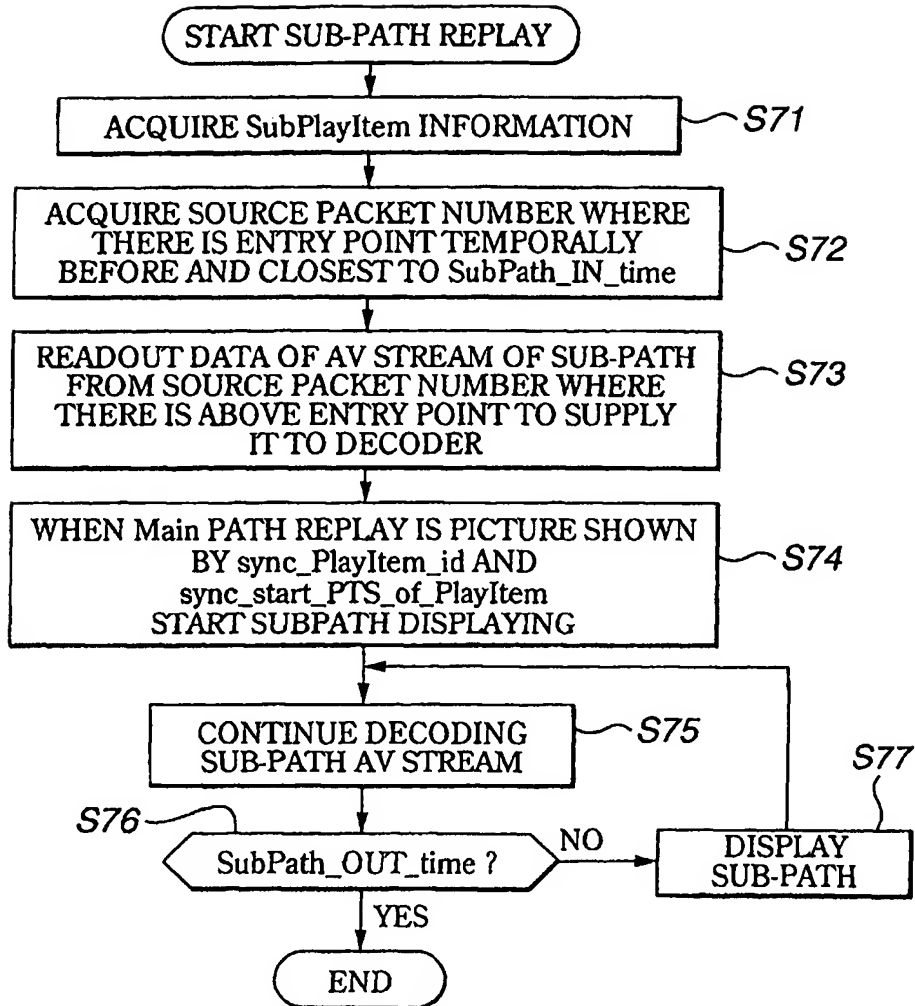 START SUB-PATH REPLAY
ACQUIRE SubPlayItem INFORMATION
S71
ACQUIRE SOURCE PACKET NUMBER WHERE
THERE IS ENTRY POINT TEMPORALLY
BEFORE AND CLOSEST TO SubPath_IN_time
S72
READOUT DATA OF AV STREAM OF SUB-PATH
FROM SOURCE PACKET NUMBER WHERE
THERE IS ABOVE ENTRY POINT TO SUPPLY
IT TO DECODER
S73
WHEN Main PATH REPLAY IS PICTURE SHOWN
BY sync_PlayItem_id AND
sync_start_PTS_of_PlayItem
START SUBPATH DISPLAYING
S74
CONTINUE DECODING
SUB-PATH AV STREAM
S75
S76
SubPath_OUT_time ?
NO
S77
DISPLAY
SUB-PATH
YES
END